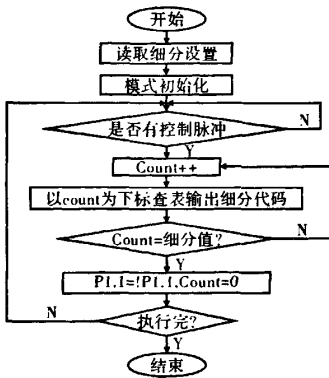 开始
读取细分设置
模式初始化
是否有控制脉冲
N
Y
Count++
以count为下标查表输出细分代码
Count=细分值?
N
Y
P1.1=!P1.1,Count=0
N
执行完?
Y
结束